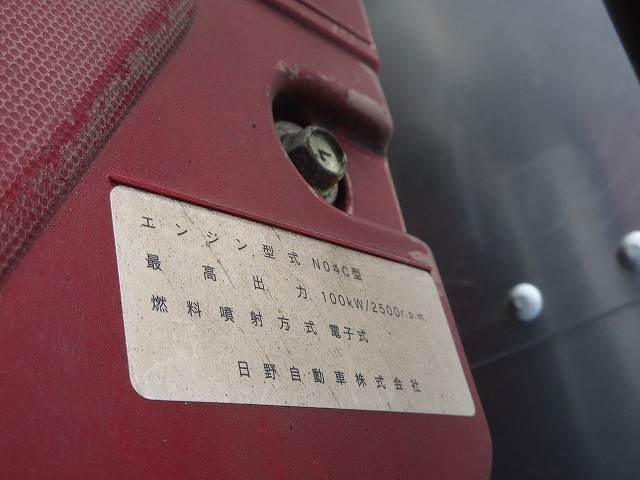 エンジン型式 N04C型
最高出力 100kW/2500r.p.m.
燃料噴射方式 電子式
日野自動車株式会社